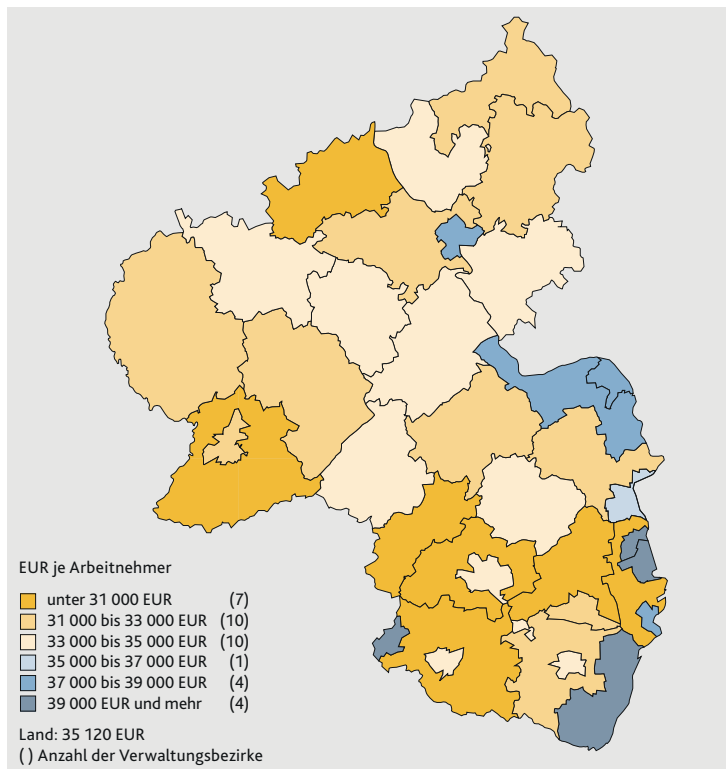 EUR je Arbeitnehmer
unter 31 000 EUR (7)
31 000 bis 33 000 EUR (10)
33 000 bis 35 000 EUR (10)
35 000 bis 37 000 EUR (1)
37 000 bis 39 000 EUR (4)
39 000 EUR und mehr (4)
Land: 35 120 EUR
( ) Anzahl der Verwaltungsbezirke